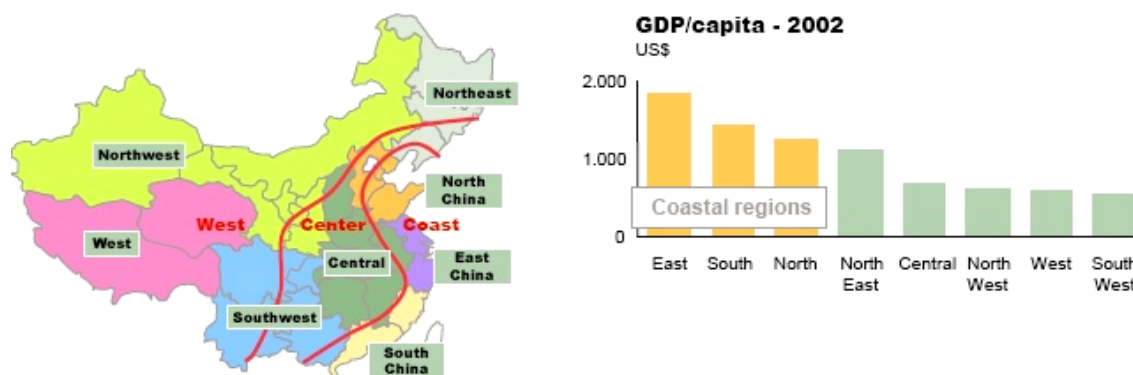 Northeast
Northwest
North
China
West
Center
Coast
West
Central
East
China
Southwest
South
China
GDP/capita - 2002
US$
2.000
1.000
0
Coastal regions
East South North North East Central North West West South West